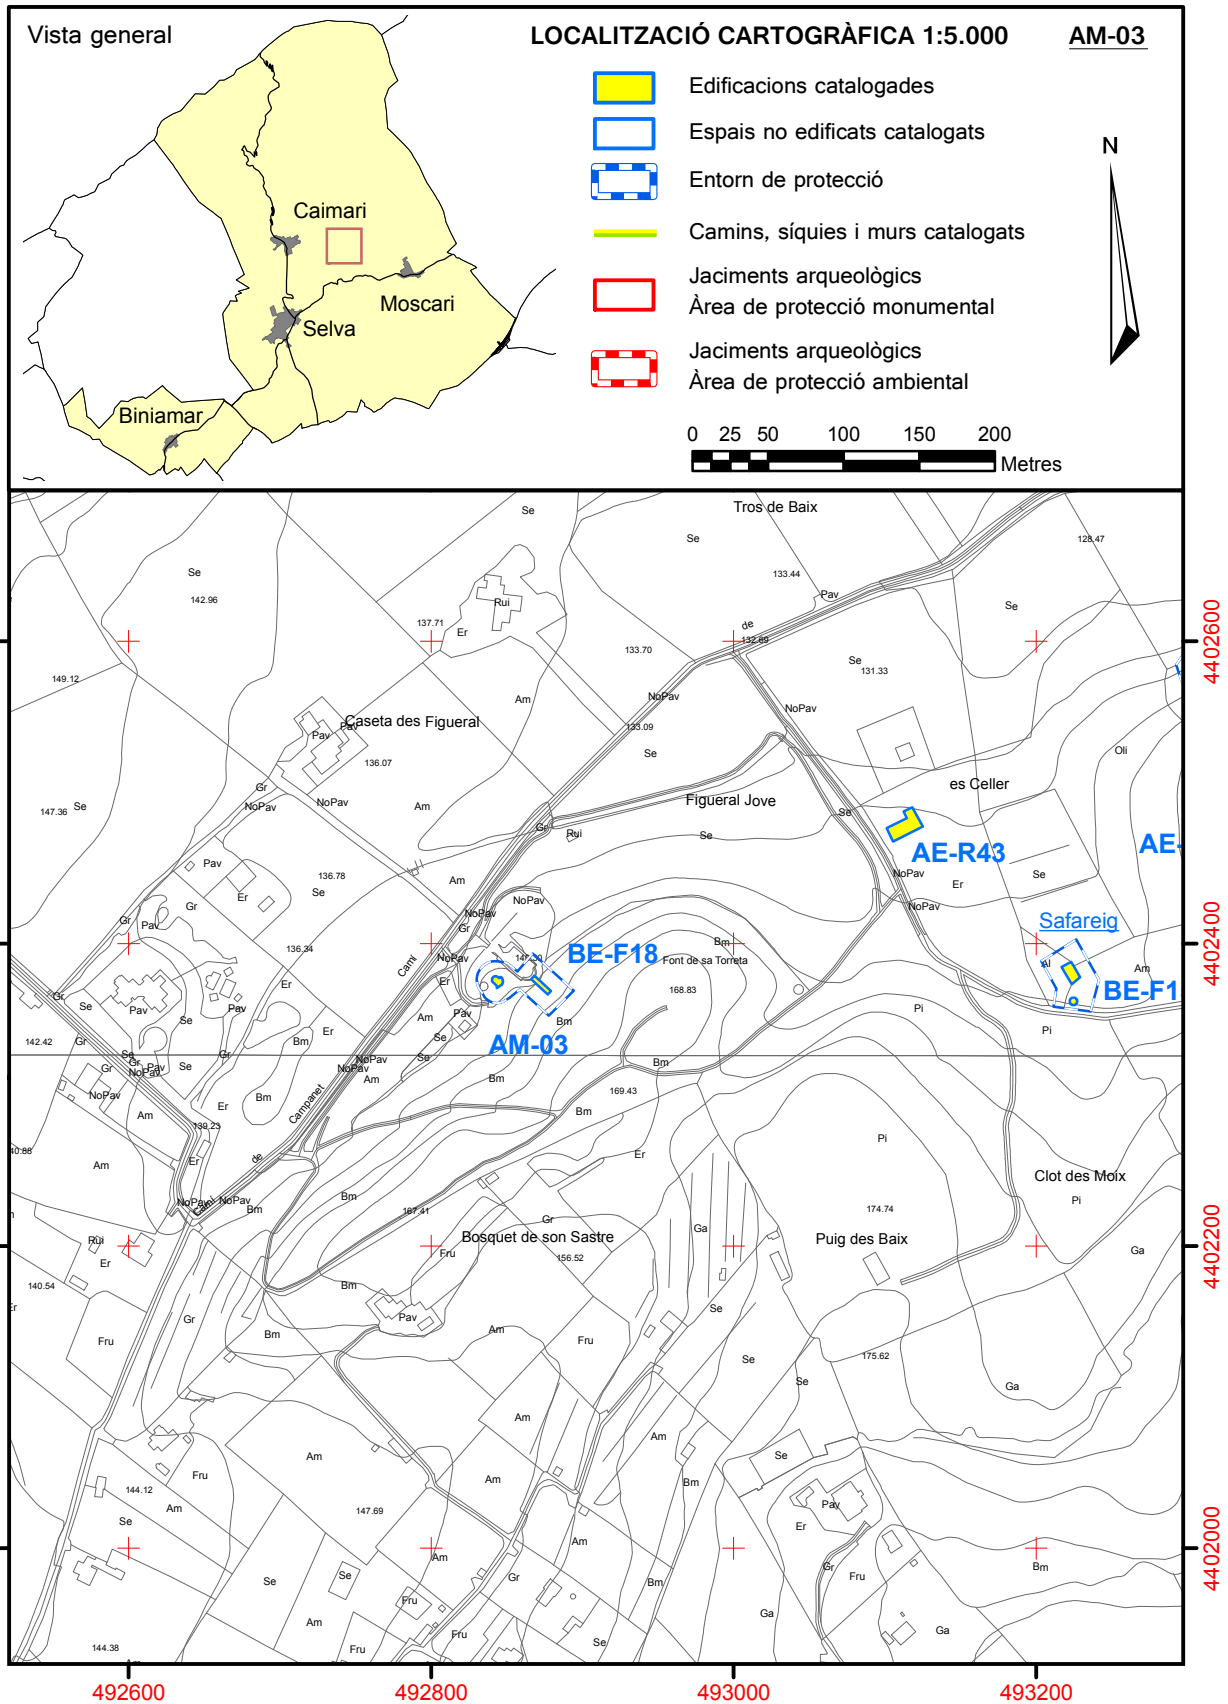 Vista general
LOCALITZACIÓ CARTOGRÀFICA 1:5.000 AM-03
Edificacions catalogades
Espais no edificats catalogats
Entorn de protecció
Camins, síquies i murs catalogats
Jaciments arqueològics
Àrea de protecció monumental
Jaciments arqueològics
Àrea de protecció ambiental
N
0 25 50 100 150 200
Metres
Caimari
Moscari
Selva
Biniamar
Se
Tros de Baix
Se
128.47
Se
133.44
142.96
Rui
Pav
Se
137.71
Er
de
132.69
4402600
133.70
Se
131.33
149.12
Am
NoPav
NoPav
Caseta des Figueral
Pav
Pav
133.09
Se
Oli
136.07
Gr
NoPav
NoPav
Am
Figueral Jove
es Celler
147.36
Se
Se
Gr
Rui
Se
AE-R43
AE-
Pav
136.78
Se
Am
NoPav
Er
Se
Er
Gr
NoPav
NoPav
NoPav
Gr
Pav
Gr
Safareig
4402400
136.34
Camí
NoPav
146.30
BE-F18
Bm
Font de sa Torreta
Al
Am
Er
Er
168.83
BE-F1
Gr
Se
Pav
Pav
Se
Am
Pav
Bm
Pi
Pi
142.42
Gr
Er
Bm
Se
AM-03
Se
Gr
Pav
Se
Gr
NoPav
Se
NoPav
Bm
Gr
NoPav
Am
Bm
169.43
NoPav
Bm
Er
Campanet
Bm
Am
139.23
Pi
40.88
Am
Er
de
Er
Clot des Moix
NoPav
NoPav
Camí
Bm
Bm
167.41
Gr
Ga
174.74
Pi
Rui
Bosquet de son Sastre
Puig des Baix
Ga
4402200
Er
Fru
156.52
140.54
Bm
Er
Gr
Pav
Se
Fru
Bm
Am
Fru
Se
175.62
Se
Ga
Am
Am
Am
Se
Fru
Am
Bm
144.12
Am
147.69
Pav
Se
Er
4402000
Am
Am
Gr
Gr
Fru
Bm
Se
Se
Fru
Bm
Am
Ga
Ga
144.38
Fru
Fru
Se
Am
492600
492800
493000
493200